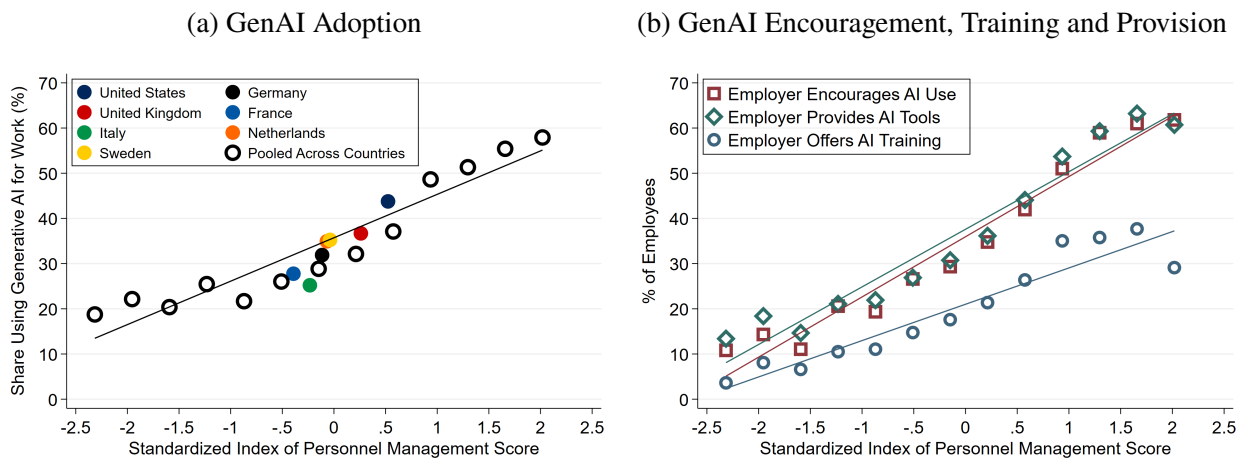 (a) GenAI Adoption
Share Using Generative AI for Work (%)
70
60
50
40
30
20
10
0
United States
United Kingdom
Italy
Sweden
Germany
France
Netherlands
Pooled Across Countries
-2.5 -2 -1.5 -1 -.5 0 .5 1 1.5 2 2.5
Standardized Index of Personnel Management Score
(b) GenAI Encouragement, Training and Provision
% of Employees
70
60
50
40
30
20
10
0
Employer Encourages AI Use
Employer Provides AI Tools
Employer Offers AI Training
-2.5 -2 -1.5 -1 -.5 0 .5 1 1.5 2 2.5
Standardized Index of Personnel Management Score